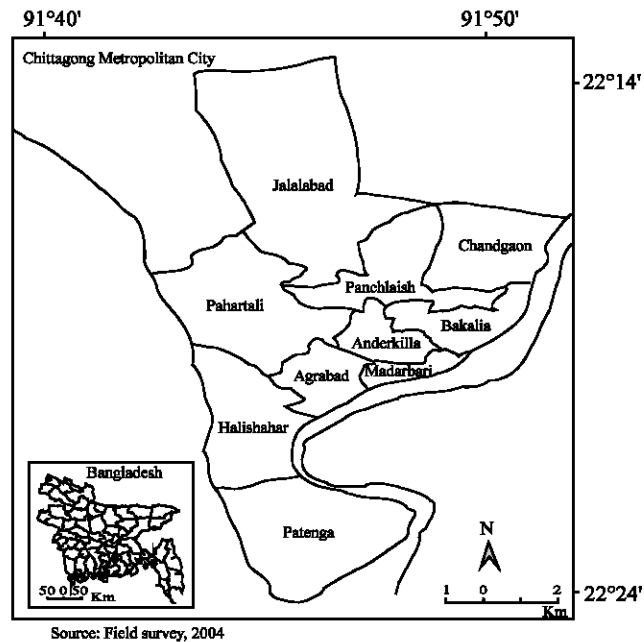 91°40' 91°50'
Chittagong Metropolitan City
22°14'
Jalalabad
Chandgaon
Panchlaish
Pahartali
Bakalia
Anderkilla
Agrabad
Madarbari
Halishahar
Bangladesh
Patenga
N
50 0 50
Km
1 0 2
Km
22°24'
Source: Field survey, 2004